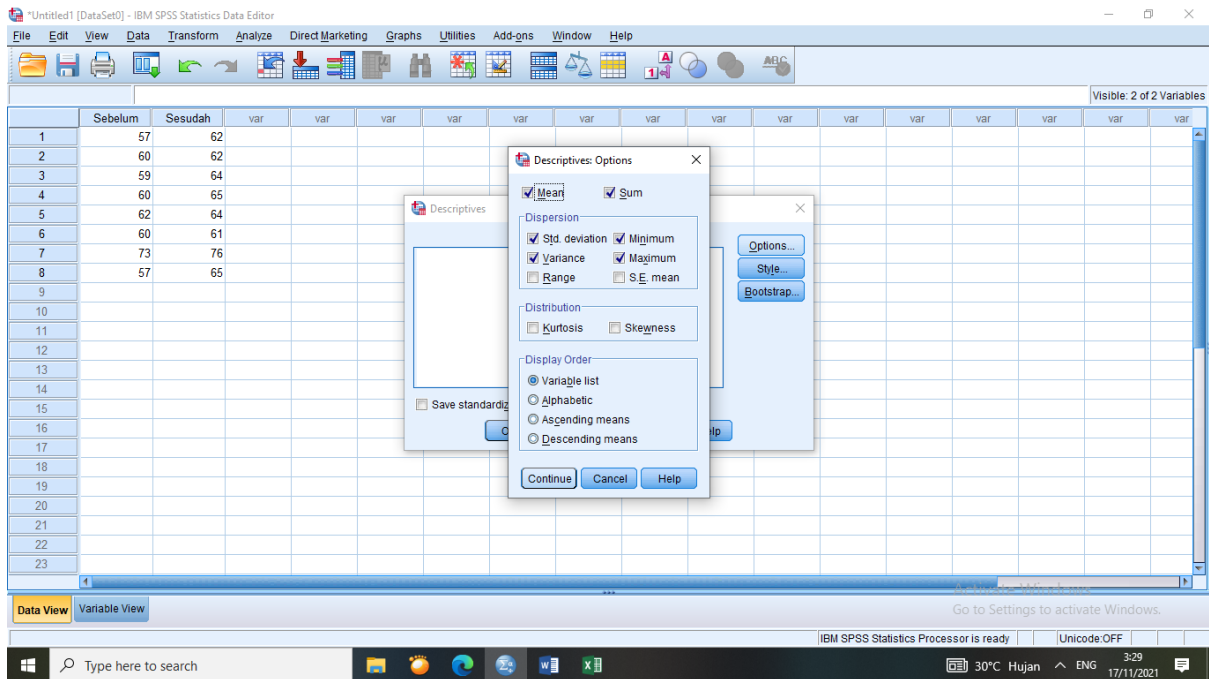 *Untitled1 [DataSet0] - IBM SPSS Statistics Data Editor
File Edit View Data Transform Analyze Direct Marketing Graphs Utilities Add-ons Window Help
Visible: 2 of 2 Variables
Sebelum Sesudah var var var var var var var var var var var var var var var
1 57 62
2 60 62
3 59 64
4 60 65
5 62 64
6 60 61
7 73 76
8 57 65
9
10
11
12
13
14
15
16
17
18
19
20
21
22
23
Descriptives
Options...
Style...
Bootstrap...
Save standardiz
Descriptives: Options
Mean Sum
Dispersion
Std. deviation Minimum
Variance Maximum
Range S.E. mean
Distribution
Kurtosis Skewness
Display Order
Variable list
Alphabetic
Ascending means
Descending means
Continue Cancel Help
Data View Variable View
Activate Windows
Go to Settings to activate Windows.
IBM SPSS Statistics Processor is ready Unicode:OFF
Type here to search
30°C Hujan ENG 3:29
17/11/2021